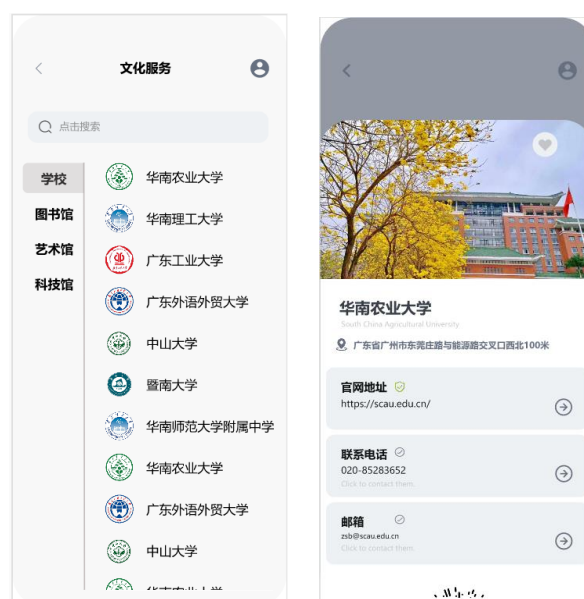 文化服务
点击搜索
学校
图书馆
艺术馆
科技馆
华南农业大学
华南理工大学
广东工业大学
广东外语外贸大学
中山大学
暨南大学
华南师范大学附属中学
华南农业大学
广东外语外贸大学
中山大学
华南农业大学
South China Agricultural University
广东省广州市东莞庄路与能源路交叉口西北100米
官网地址
https://scau.edu.cn/
联系电话
020-85283652
Click to contact them.
邮箱
zsb@scau.edu.cn
Click to contact them.